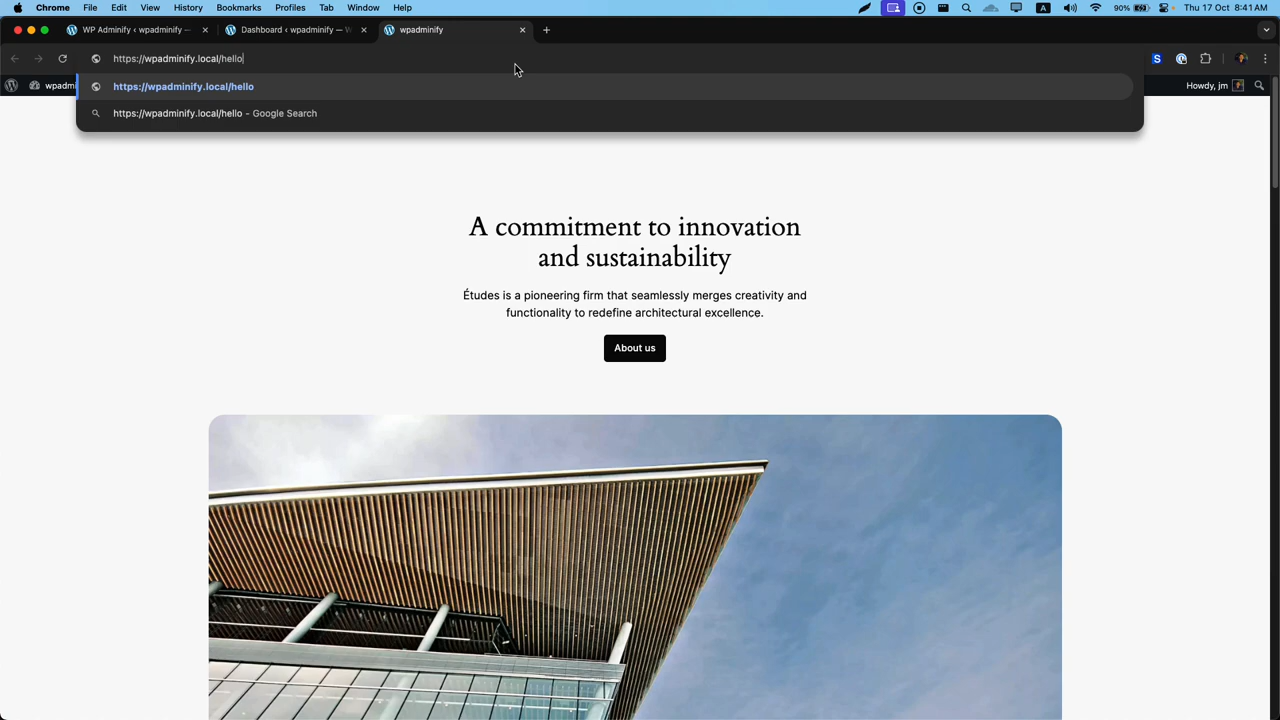 Chrome File Edit View History Bookmarks Profiles Tab Window Help A 90% Thu 17 Oct 8:41 AM
WP Adminify ‹ wpadminify — Dashboard ‹ wpadminify — W wpadminify
https://wpadminify.local/hello S
wpadmi Howdy, jm
https://wpadminify.local/hello
https://wpadminify.local/hello - Google Search
A commitment to innovation
and sustainability
Études is a pioneering firm that seamlessly merges creativity and
functionality to redefine architectural excellence.
About us